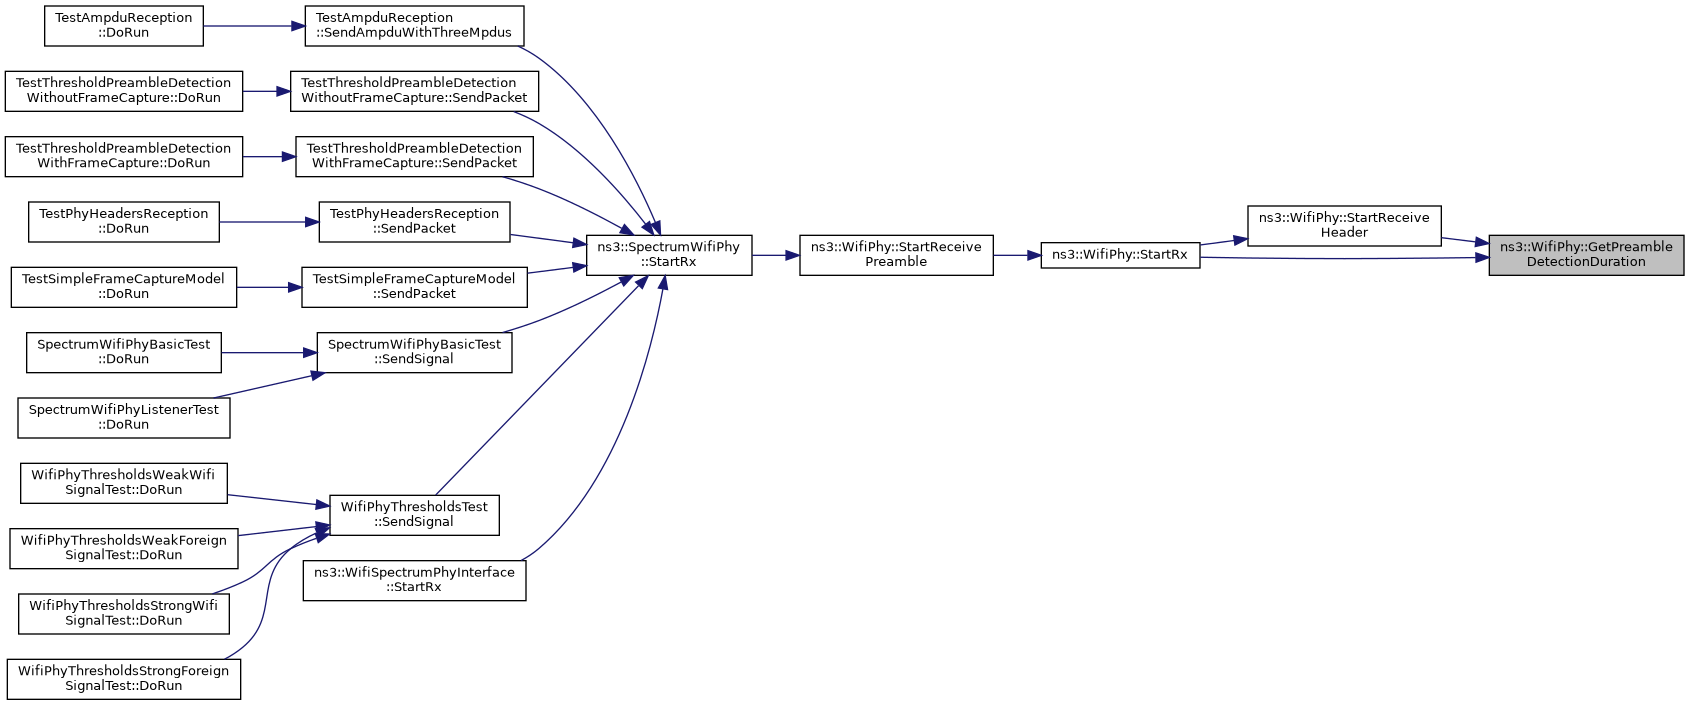 TestAmpduReception
::DoRun
TestAmpduReception
::SendAmpduWithThreeMpdus
TestThresholdPreambleDetection
WithoutFrameCapture::DoRun
TestThresholdPreambleDetection
WithoutFrameCapture::SendPacket
TestThresholdPreambleDetection
WithFrameCapture::DoRun
TestThresholdPreambleDetection
WithFrameCapture::SendPacket
TestPhyHeadersReception
::DoRun
TestPhyHeadersReception
::SendPacket
TestSimpleFrameCaptureModel
::DoRun
TestSimpleFrameCaptureModel
::SendPacket
SpectrumWifiPhyBasicTest
::DoRun
SpectrumWifiPhyBasicTest
::SendSignal
SpectrumWifiPhyListenerTest
::DoRun
WifiPhyThresholdsWeakWifi
SignalTest::DoRun
WifiPhyThresholdsTest
::SendSignal
WifiPhyThresholdsWeakForeign
SignalTest::DoRun
WifiPhyThresholdsStrongWifi
SignalTest::DoRun
WifiPhyThresholdsStrongForeign
SignalTest::DoRun
ns3::WifiSpectrumPhyInterface
::StartRx
ns3::SpectrumWifiPhy
::StartRx
ns3::WifiPhy::StartReceive
Preamble
ns3::WifiPhy::StartRx
ns3::WifiPhy::StartReceive
Header
ns3::WifiPhy::GetPreamble
DetectionDuration